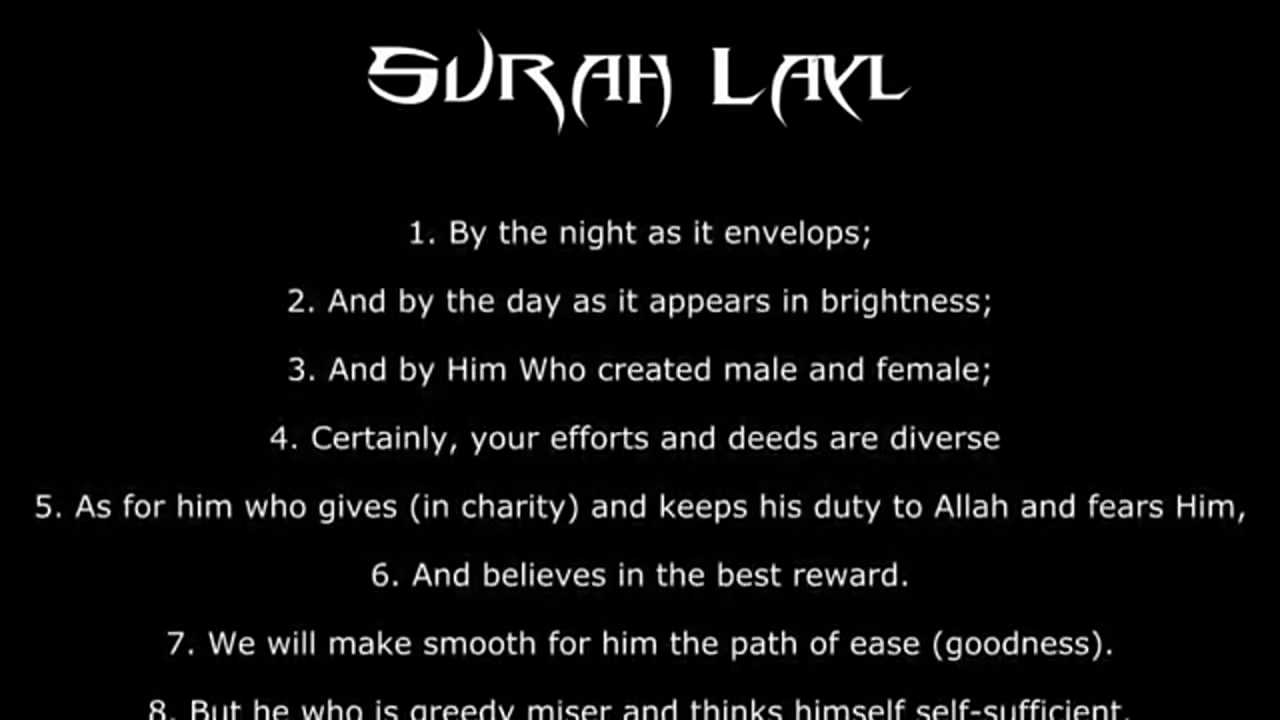 SURAH LAYL
1. By the night as it envelops;
2. And by the day as it appears in brightness;
3. And by Him Who created male and female;
4. Certainly, your efforts and deeds are diverse
5. As for him who gives (in charity) and keeps his duty to Allah and fears Him,
6. And believes in the best reward.
7. We will make smooth for him the path of ease (goodness).
8. But he who is greedy miser and thinks himself self-sufficient.